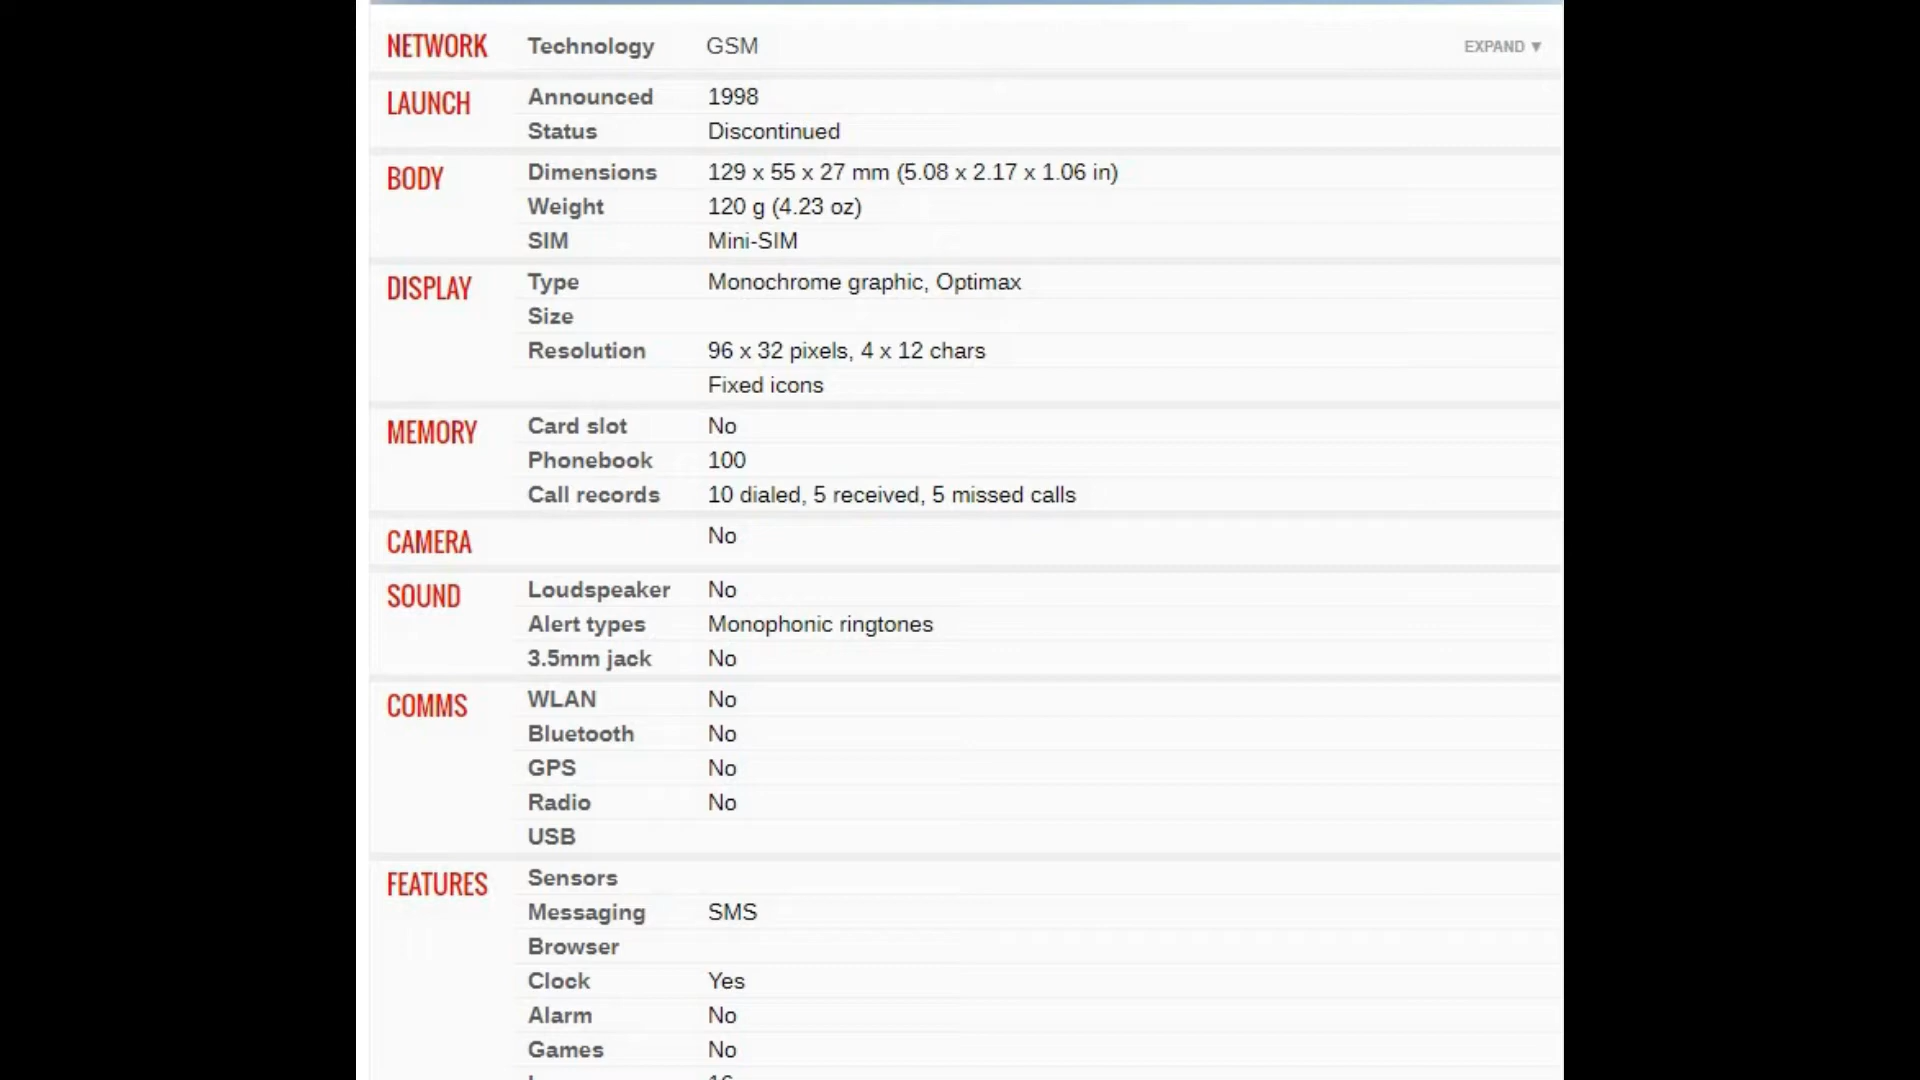 NETWORK Technology GSM EXPAND ▼
LAUNCH Announced 1998
Status Discontinued
BODY Dimensions 129 x 55 x 27 mm (5.08 x 2.17 x 1.06 in)
Weight 120 g (4.23 oz)
SIM Mini-SIM
DISPLAY Type Monochrome graphic, Optimax
Size
Resolution 96 x 32 pixels, 4 x 12 chars
Fixed icons
MEMORY Card slot No
Phonebook 100
Call records 10 dialed, 5 received, 5 missed calls
CAMERA No
SOUND Loudspeaker No
Alert types Monophonic ringtones
3.5mm jack No
COMMS WLAN No
Bluetooth No
GPS No
Radio No
USB
FEATURES Sensors
Messaging SMS
Browser
Clock Yes
Alarm No
Games No